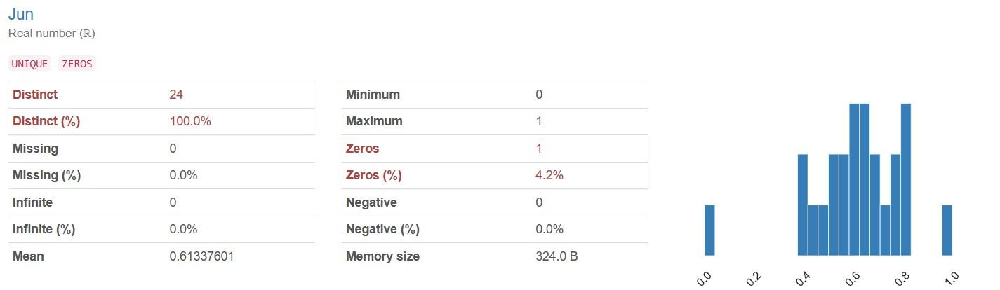 Jun
Real number (ℝ)
UNIQUE ZEROS
Distinct 24
Distinct (%) 100.0%
Missing 0
Missing (%) 0.0%
Infinite 0
Infinite (%) 0.0%
Mean 0.61337601
Minimum 0
Maximum 1
Zeros 1
Zeros (%) 4.2%
Negative 0
Negative (%) 0.0%
Memory size 324.0 B
0.0 0.2 0.4 0.6 0.8 1.0